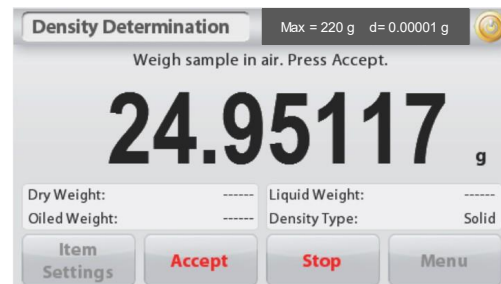 Density Determination Max = 220 g d= 0.00001 g
Weigh sample in air. Press Accept.
24.95117 g
Dry Weight: ------ Liquid Weight: ------
Oiled Weight: ------ Density Type: Solid
Item Settings Accept Stop Menu